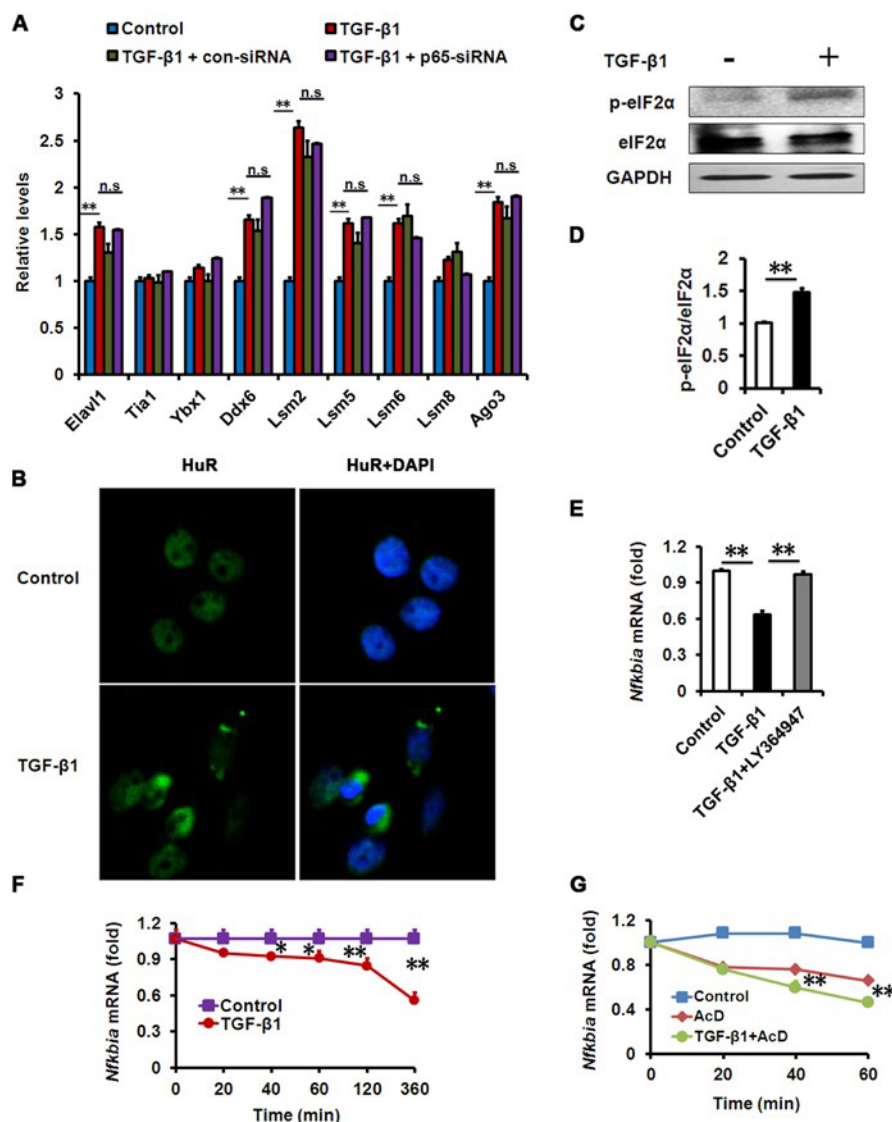 A
Control
TGF-β1
TGF-β1 + con-siRNA
TGF-β1 + p65-siRNA
Relative levels
3
2.5
2
1.5
1
0.5
0
** n.s
** n.s
** n.s
** n.s
** n.s
** n.s
Elavl1 Tia1 Ybx1 Ddx6 Lsm2 Lsm5 Lsm6 Lsm8 Ago3
B
HuR HuR+DAPI
Control
TGF-β1
C
TGF-β1 - +
p-eIF2α
eIF2α
GAPDH
D
p-eIF2α/eIF2α
2
1.5
1
0.5
0
**
Control TGF-β1
E
Nfkbia mRNA (fold)
1.2
0.9
0.6
0.3
0
** **
Control TGF-β1 TGF-β1+LY364947
F
Nfkbia mRNA (fold)
1.2
0.9
0.6
0.3
0
* * ** **
Control
TGF-β1
0 20 40 60 120 360
Time (min)
G
Nfkbia mRNA (fold)
1.2
0.8
0.4
0
** **
Control
AcD
TGF-β1+AcD
0 20 40 60
Time (min)